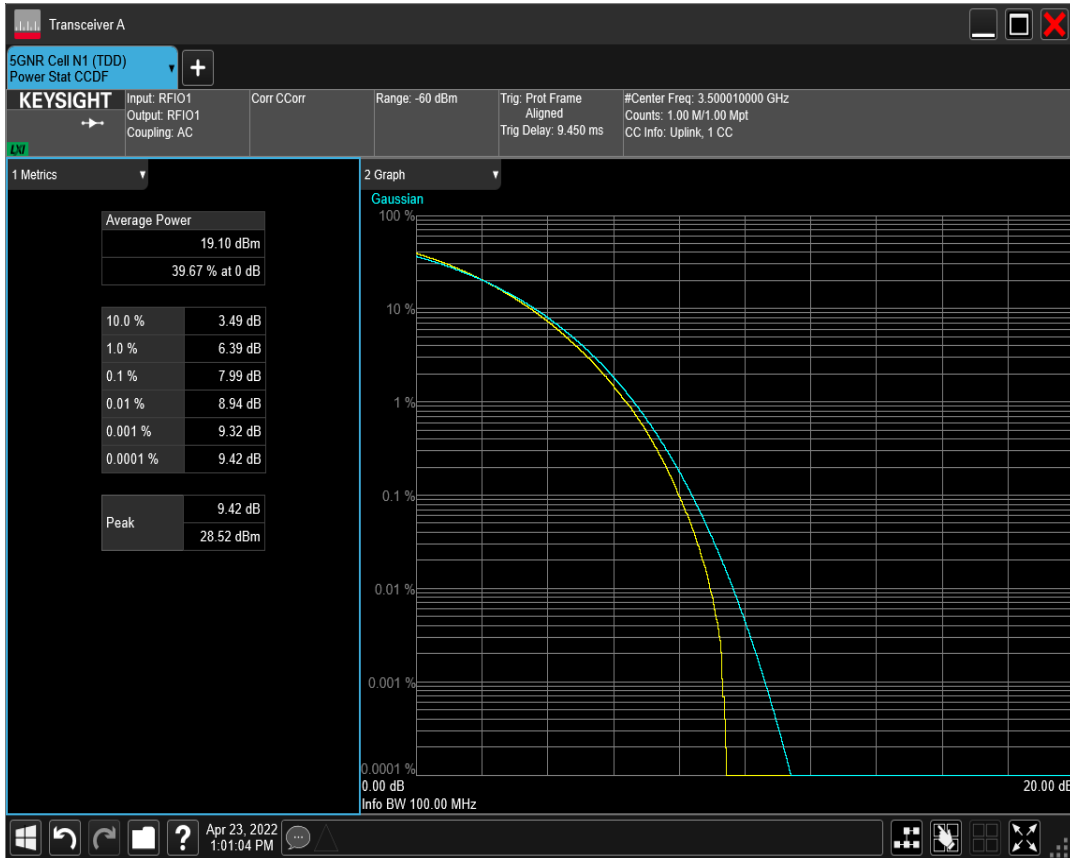 Transceiver A
5GNR Cell N1 (TDD)
Power Stat CCDF
KEYSIGHT
LXI
Input: RFIO1
Output: RFIO1
Coupling: AC
Corr CCorr
Range: -60 dBm
Trig: Prot Frame
Aligned
Trig Delay: 9.450 ms
#Center Freq: 3.500010000 GHz
Counts: 1.00 M/1.00 Mpt
CC Info: Uplink, 1 CC
1 Metrics
Average Power
19.10 dBm
39.67 % at 0 dB
10.0 % 3.49 dB
1.0 % 6.39 dB
0.1 % 7.99 dB
0.01 % 8.94 dB
0.001 % 9.32 dB
0.0001 % 9.42 dB
Peak
9.42 dB
28.52 dBm
2 Graph
Gaussian
100 %
10 %
1 %
0.1 %
0.01 %
0.001 %
0.0001 %
0.00 dB 20.00 dB
Info BW 100.00 MHz
?
Apr 23, 2022
1:01:04 PM